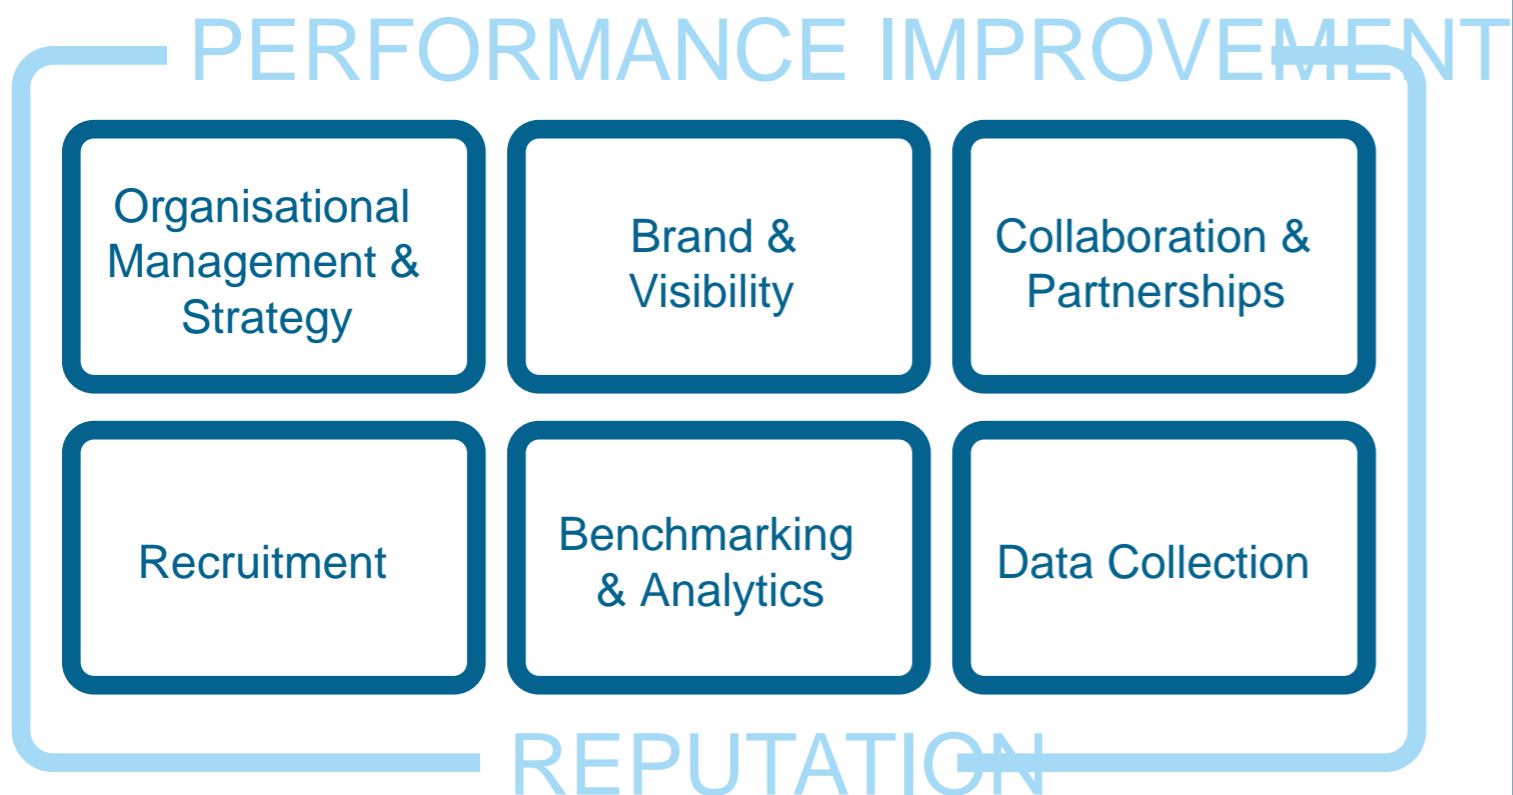 PERFORMANCE IMPROVEMENT
Organisational
Management &
Strategy
Brand &
Visibility
Collaboration &
Partnerships
Recruitment
Benchmarking
& Analytics
Data Collection
REPUTATION